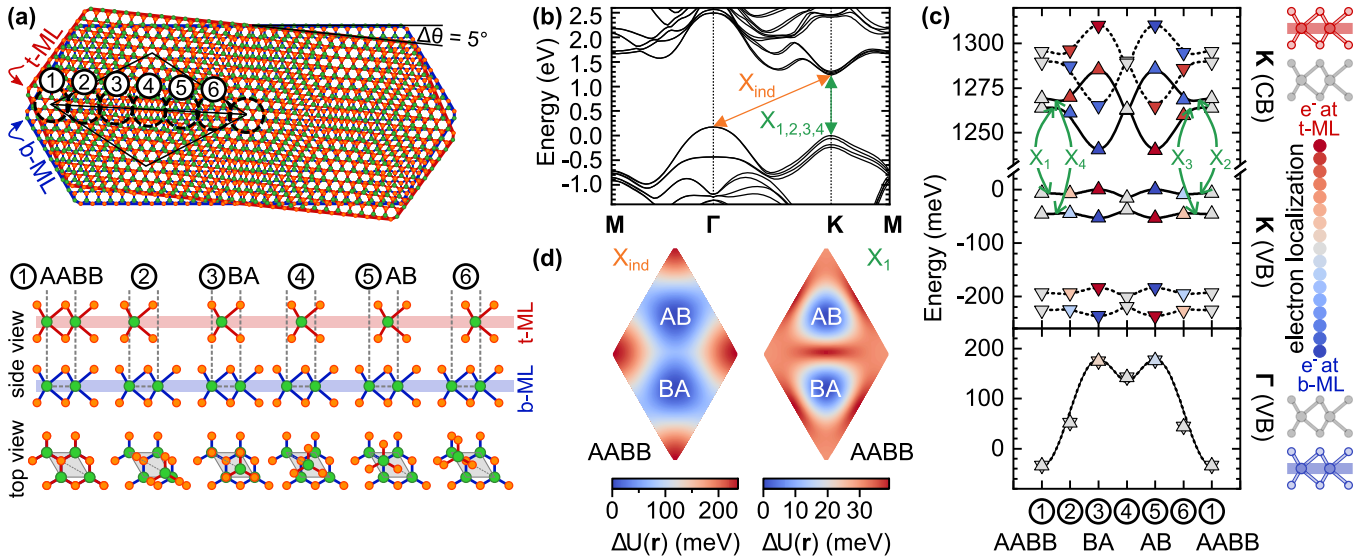 (a)
Δθ = 5°
t-ML
b-ML
1 2 3 4 5 6
1 AABB 2 3 BA 4 5 AB 6
side view
t-ML
b-ML
top view
(b)
Energy (eV)
2.5
2.0
1.5
1.0
0.5
0.0
-0.5
-1.0
X_ind
X_1,2,3,4
M Γ K M
(c)
1300
1275
1250
0
-100
-200
Energy (meV)
200
100
0
X_1 X_4 X_3 X_2
K (CB)
K (VB)
Γ (VB)
1 2 3 4 5 6 1
AABB BA AB AABB
e⁻ at
t-ML
electron localization
e⁻ at
b-ML
(d)
X_ind
AB
BA
AABB
0 100 200
ΔU(r) (meV)
X_1
AB
BA
AABB
0 10 20 30
ΔU(r) (meV)